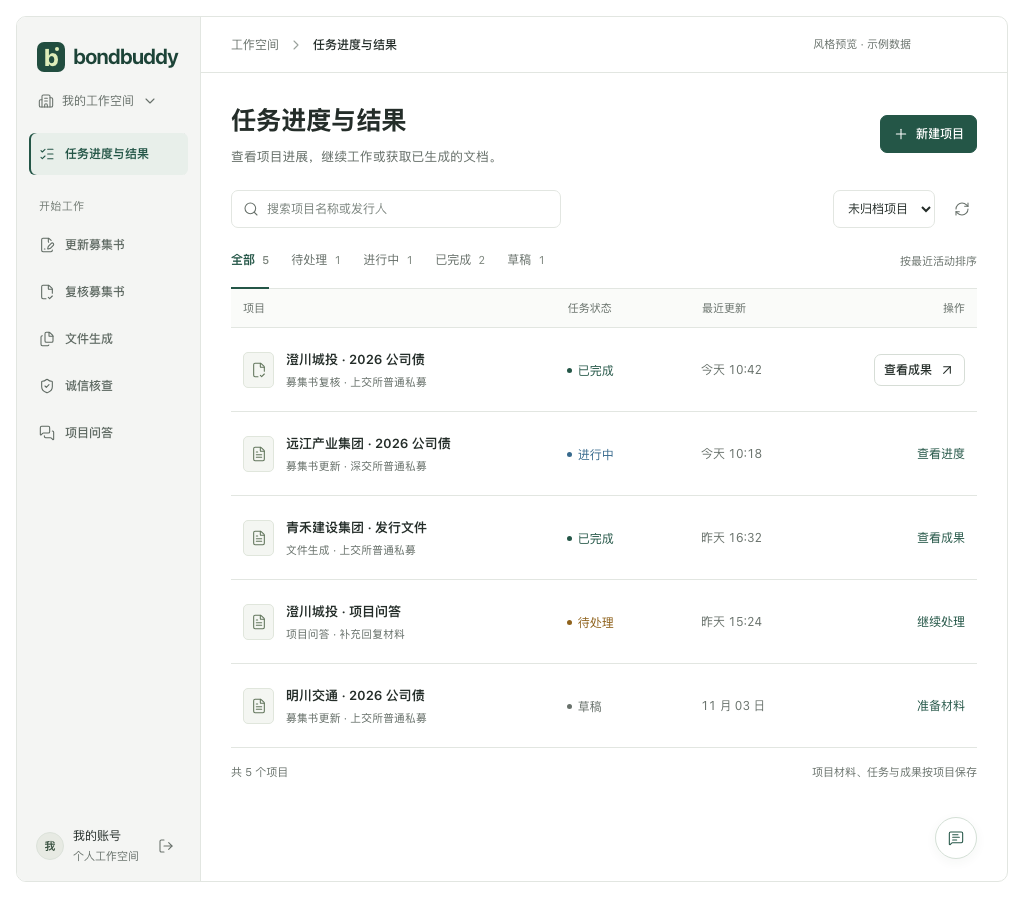 bondbuddy
我的工作空间
任务进度与结果
开始工作
更新募集书
复核募集书
文件生成
诚信核查
项目问答
我
我的账号
个人工作空间
工作空间 > 任务进度与结果
风格预览 · 示例数据
任务进度与结果
查看项目进展，继续工作或获取已生成的文档。
+ 新建项目
搜索项目名称或发行人
未归档项目
全部 5 待处理 1 进行中 1 已完成 2 草稿 1
按最近活动排序
项目 任务状态 最近更新 操作
澄川城投 · 2026 公司债
募集书复核 · 上交所普通私募
已完成
今天 10:42
查看成果
远江产业集团 · 2026 公司债
募集书更新 · 深交所普通私募
进行中
今天 10:18
查看进度
青禾建设集团 · 发行文件
文件生成 · 上交所普通私募
已完成
昨天 16:32
查看成果
澄川城投 · 项目问答
项目问答 · 补充回复材料
待处理
昨天 15:24
继续处理
明川交通 · 2026 公司债
募集书更新 · 上交所普通私募
草稿
11 月 03 日
准备材料
共 5 个项目
项目材料、任务与成果按项目保存